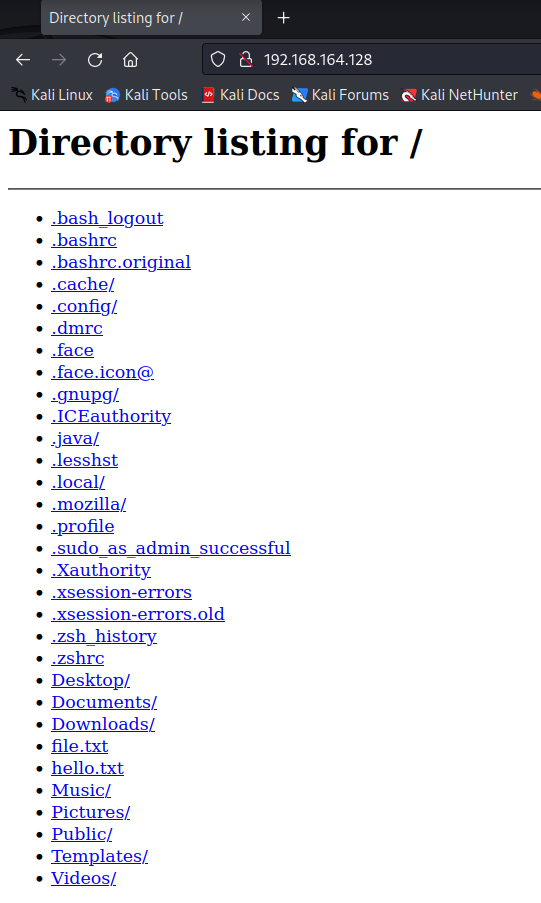 Directory listing for /
192.168.164.128
Kali Linux Kali Tools Kali Docs Kali Forums Kali NetHunter
Directory listing for /
.bash_logout
.bashrc
.bashrc.original
.cache/
.config/
.dmrc
.face
.face.icon@
.gnupg/
.ICEauthority
.java/
.lesshst
.local/
.mozilla/
.profile
.sudo_as_admin_successful
.Xauthority
.xsession-errors
.xsession-errors.old
.zsh_history
.zshrc
Desktop/
Documents/
Downloads/
file.txt
hello.txt
Music/
Pictures/
Public/
Templates/
Videos/